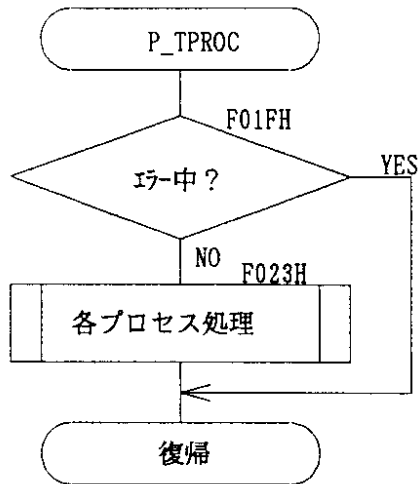 P_TPROC
F01FH
ｴﾗｰ中？
YES
NO
F023H
各プロセス処理
復帰